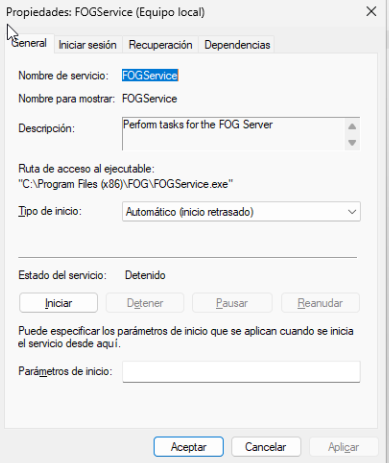 Propiedades: FOGService (Equipo local)
General Iniciar sesión Recuperación Dependencias
Nombre de servicio: FOGService
Nombre para mostrar: FOGService
Descripción: Perform tasks for the FOG Server
Ruta de acceso al ejecutable:
"C:\Program Files (x86)\FOG\FOGService.exe"
Tipo de inicio: Automático (inicio retrasado)
Estado del servicio: Detenido
Iniciar Detener Pausar Reanudar
Puede especificar los parámetros de inicio que se aplican cuando se inicia
el servicio desde aquí.
Parámetros de inicio:
Aceptar Cancelar Aplicar